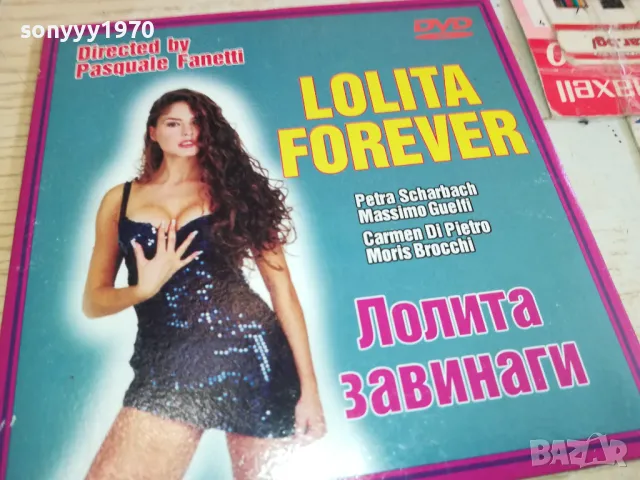 sonyyy1970
Directed by
Pasquale Fanetti
DVD
LOLITA
FOREVER
Petra Scharbach
Massimo Guelfi
Carmen Di Pietro
Moris Brocchi
Лолита
завинаги
maxell
BAZAR